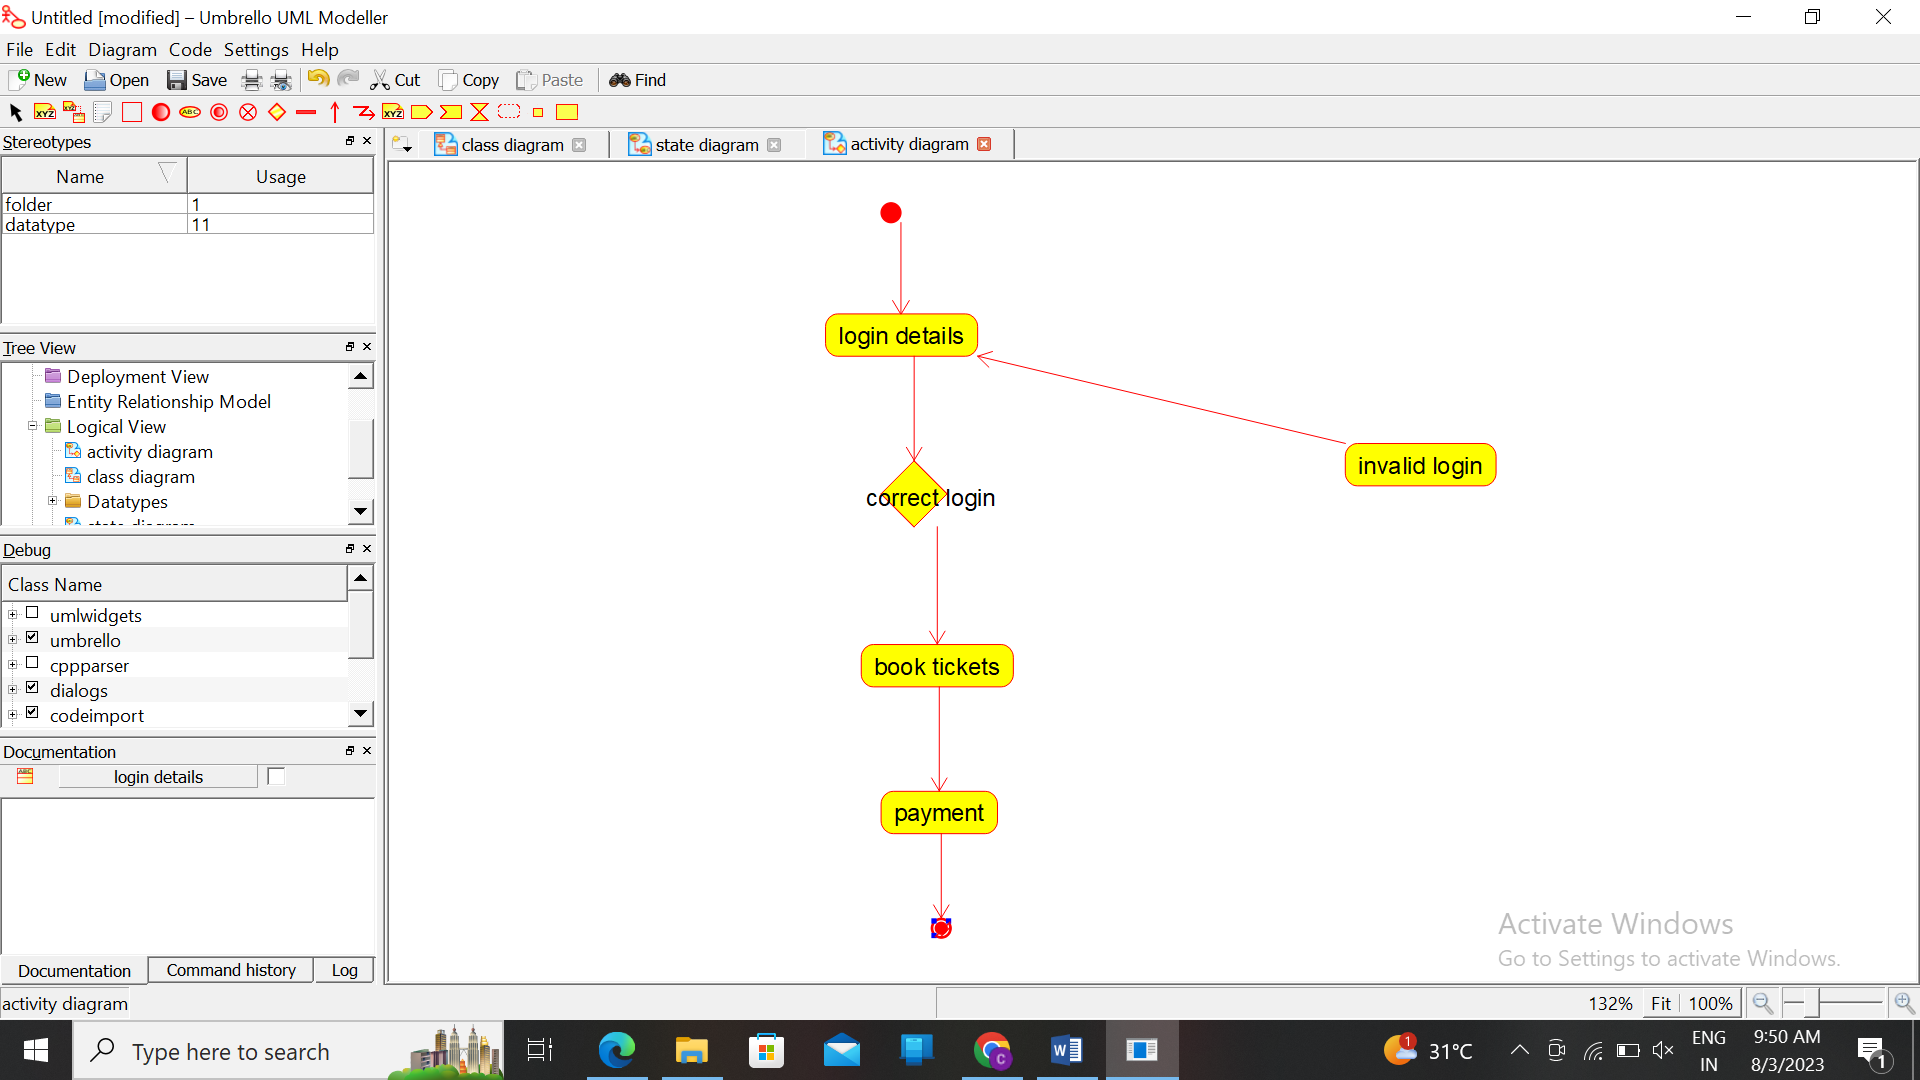 Untitled [modified] – Umbrello UML Modeller
File Edit Diagram Code Settings Help
New Open Save Cut Copy Paste Find
Stereotypes
class diagram state diagram activity diagram
Name Usage
folder 1
datatype 11
Tree View
Deployment View
Entity Relationship Model
Logical View
activity diagram
class diagram
Datatypes
state diagram
Debug
Class Name
umlwidgets
umbrello
cppparser
dialogs
codeimport
Documentation
login details
Documentation Command history Log
login details
invalid login
correct login
book tickets
payment
Activate Windows
Go to Settings to activate Windows.
activity diagram
132% Fit 100%
Type here to search
1 31°C
ENG
IN
9:50 AM
8/3/2023
1